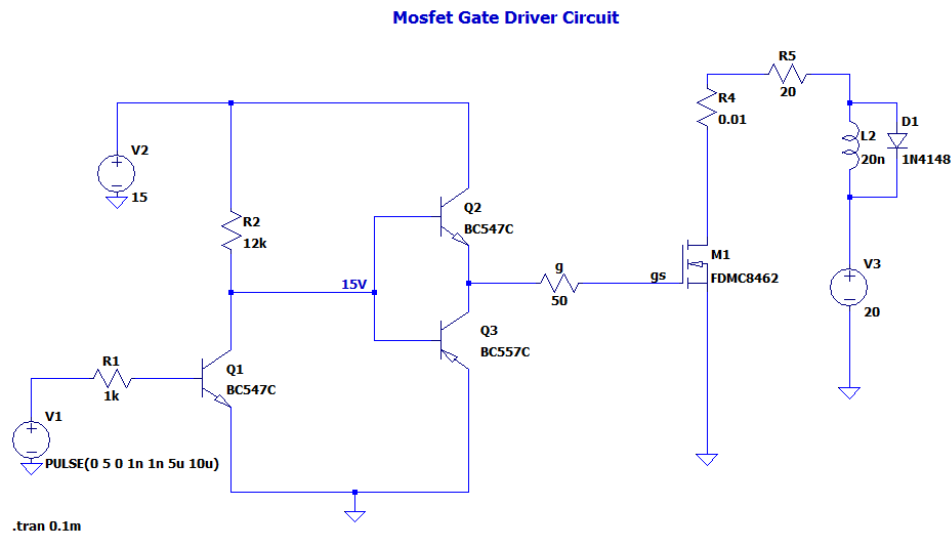 Mosfet Gate Driver Circuit
R5
20
R4
0.01
L2
20n
D1
1N4148
V2
15
R2
12k
Q2
BC547C
15V
g
50
gs
M1
FDMC8462
V3
20
Q3
BC557C
R1
1k
Q1
BC547C
V1
PULSE(0 5 0 1n 1n 5u 10u)
.tran 0.1m